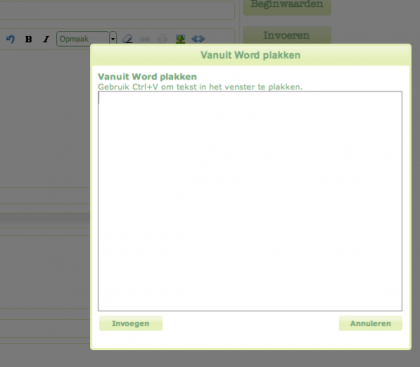 Beginwaarden
B I Opmaak
Invoeren
Vanuit Word plakken
Vanuit Word plakken
Gebruik Ctrl+V om tekst in het venster te plakken.
Invoegen Annuleren